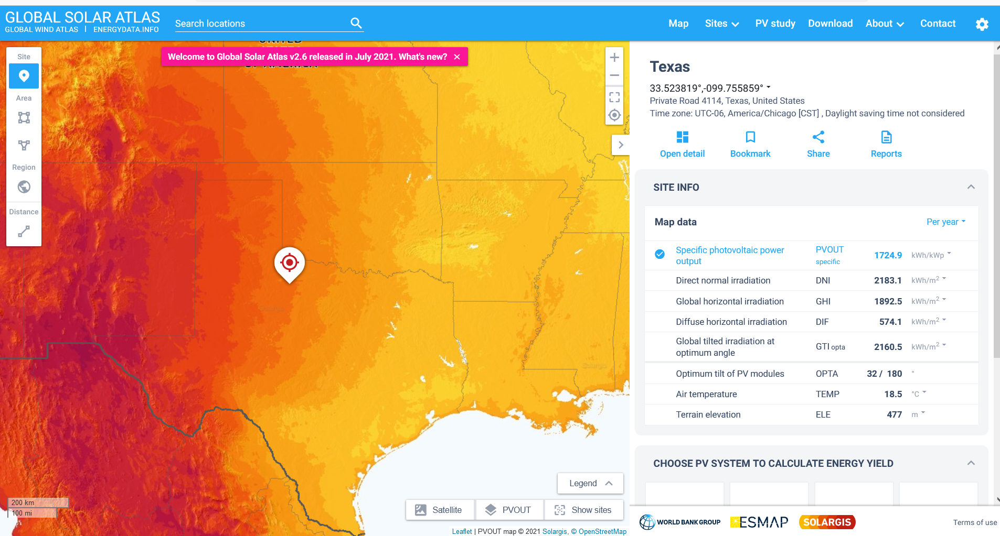 GLOBAL SOLAR ATLAS
GLOBAL WIND ATLAS | ENERGYDATA.INFO
Search locations
Map
Sites
PV study
Download
About
Contact
UNITED
STATES
OF AMERICA
Welcome to Global Solar Atlas v2.6 released in July 2021. What's new? ×
Site
Area
Region
Distance
200 km
100 mi
Legend
Satellite
PVOUT
Show sites
Leaflet | PVOUT map © 2021 Solargis, © OpenStreetMap
Texas
33.523819°,-099.755859°
Private Road 4114, Texas, United States
Time zone: UTC-06, America/Chicago [CST] , Daylight saving time not considered
Open detail
Bookmark
Share
Reports
SITE INFO
Map data
Per year
Specific photovoltaic power output PVOUT specific 1724.9 kWh/kWp
Direct normal irradiation DNI 2183.1 kWh/m²
Global horizontal irradiation GHI 1892.5 kWh/m²
Diffuse horizontal irradiation DIF 574.1 kWh/m²
Global tilted irradiation at optimum angle GTI opta 2160.5 kWh/m²
Optimum tilt of PV modules OPTA 32 / 180 °
Air temperature TEMP 18.5 °C
Terrain elevation ELE 477 m
CHOOSE PV SYSTEM TO CALCULATE ENERGY YIELD
WORLD BANK GROUP
ESMAP
SOLARGIS
Terms of use